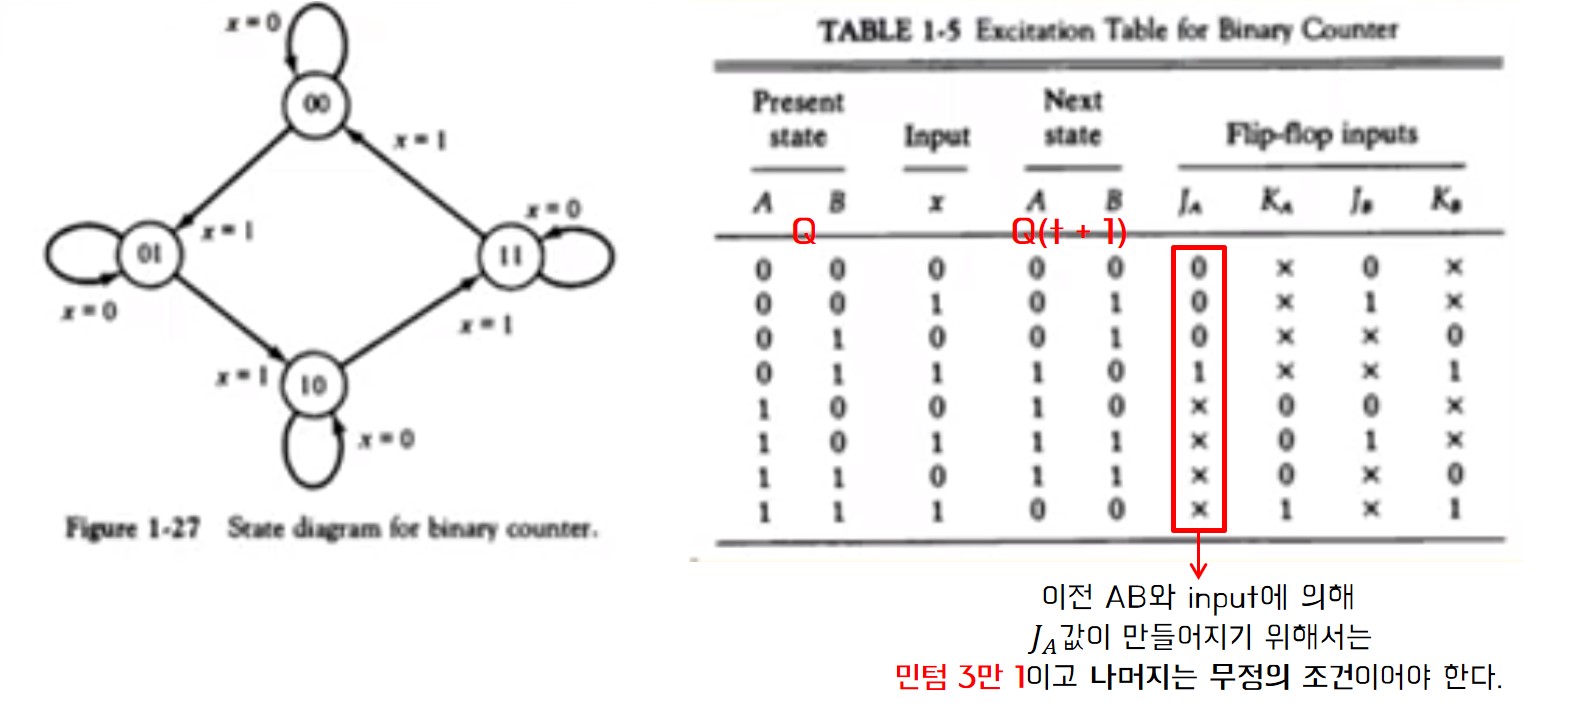 x = 0
00
x = 1
x = 1
x = 0
01
11
x = 0
x = 1
x = 1
10
x = 0
Figure 1-27 State diagram for binary counter.
TABLE 1-5 Excitation Table for Binary Counter
Present state Input Next state Flip-flop inputs
A B x A B J_A K_A J_B K_B
Q Q(t + 1)
0 0 0 0 0 0 × 0 ×
0 0 1 0 1 0 × 1 ×
0 1 0 0 1 0 × × 0
0 1 1 1 0 1 × × 1
1 0 0 1 0 × 0 0 ×
1 0 1 1 1 × 0 1 ×
1 1 0 1 1 × 0 × 0
1 1 1 0 0 × 1 × 1
이전 AB와 input에 의해
J_A값이 만들어지기 위해서는
민텀 3만 1이고 나머지는 무정의 조건이어야 한다.